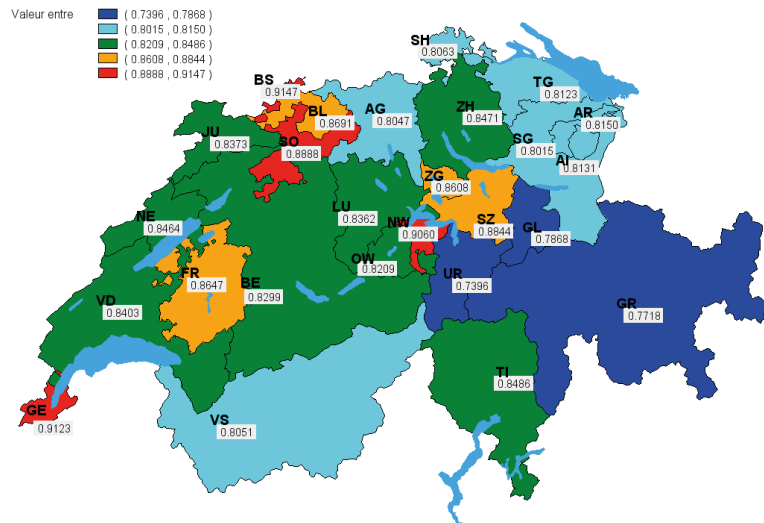 Valeur entre
( 0.7396 , 0.7868 )
( 0.8015 , 0.8150 )
( 0.8209 , 0.8486 )
( 0.8608 , 0.8844 )
( 0.8888 , 0.9147 )
SH
0.8063
BS
0.9147
TG
0.8123
BL
0.8691
AG
0.8047
ZH
0.8471
AR
0.8150
JU
0.8373
SO
0.8888
SG
0.8015
AI
0.8131
ZG
0.8608
LU
0.8362
NE
0.8464
NW
0.9060
SZ
0.8844
GL
0.7868
OW
0.8209
FR
0.8647
BE
0.8299
UR
0.7396
VD
0.8403
GR
0.7718
TI
0.8486
GE
0.9123
VS
0.8051